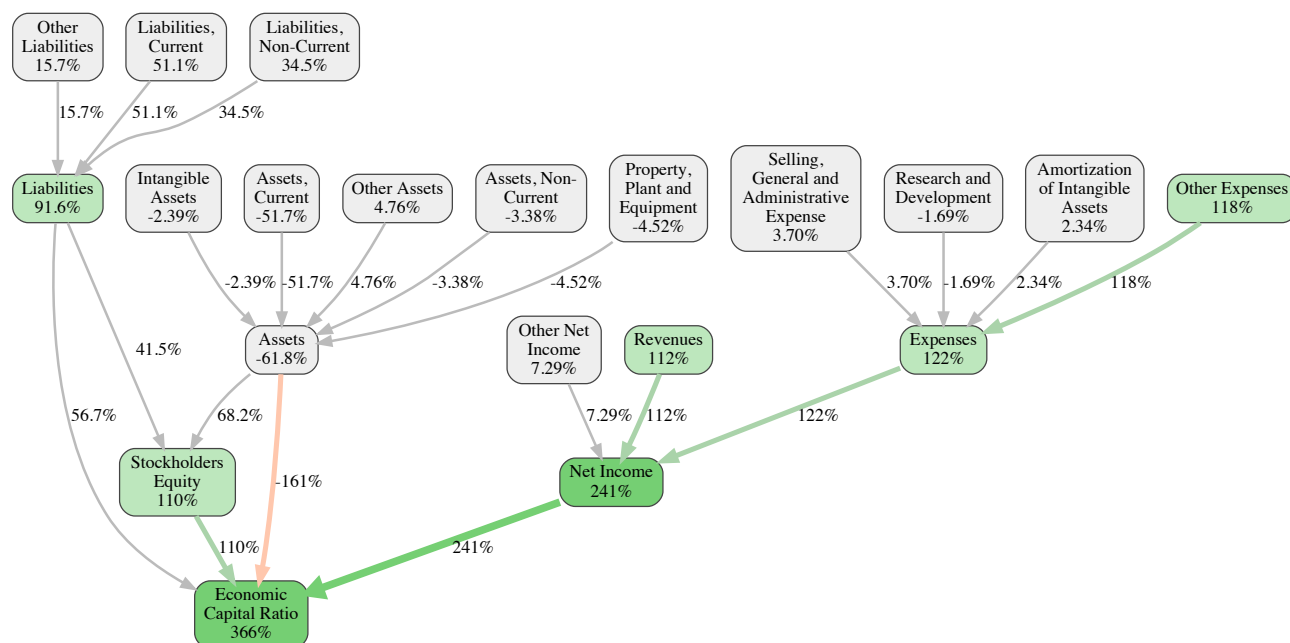 Other
Liabilities
15.7%
Liabilities,
Current
51.1%
Liabilities,
Non-Current
34.5%
15.7%
51.1%
34.5%
Liabilities
91.6%
Intangible
Assets
-2.39%
Assets,
Current
-51.7%
Other Assets
4.76%
Assets, Non-
Current
-3.38%
Property,
Plant and
Equipment
-4.52%
Selling,
General and
Administrative
Expense
3.70%
Research and
Development
-1.69%
Amortization
of Intangible
Assets
2.34%
Other Expenses
118%
-2.39%
-51.7%
4.76%
-3.38%
-4.52%
3.70%
-1.69%
2.34%
118%
41.5%
Assets
-61.8%
Other Net
Income
7.29%
Revenues
112%
Expenses
122%
56.7%
68.2%
7.29%
112%
122%
Stockholders
Equity
110%
-161%
Net Income
241%
110%
241%
Economic
Capital Ratio
366%